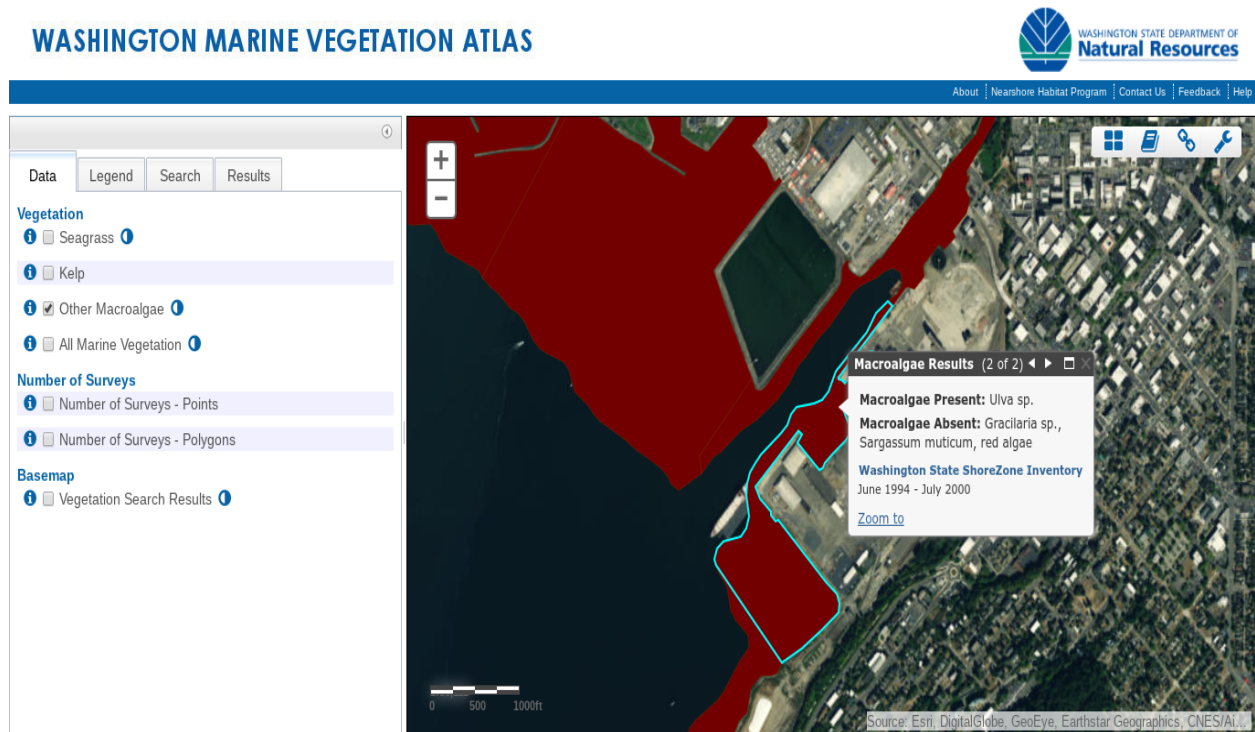 WASHINGTON MARINE VEGETATION ATLAS
WASHINGTON STATE DEPARTMENT OF
Natural Resources
About
Nearshore Habitat Program
Contact Us
Feedback
Help
Data
Legend
Search
Results
Vegetation
Seagrass
Kelp
Other Macroalgae
All Marine Vegetation
Number of Surveys
Number of Surveys - Points
Number of Surveys - Polygons
Basemap
Vegetation Search Results
+
−
Macroalgae Results (2 of 2)
Macroalgae Present: Ulva sp.
Macroalgae Absent: Gracilaria sp.,
Sargassum muticum, red algae
Washington State ShoreZone Inventory
June 1994 - July 2000
Zoom to
0 500 1000ft
Source: Esri, DigitalGlobe, GeoEye, Earthstar Geographics, CNES/Ai...